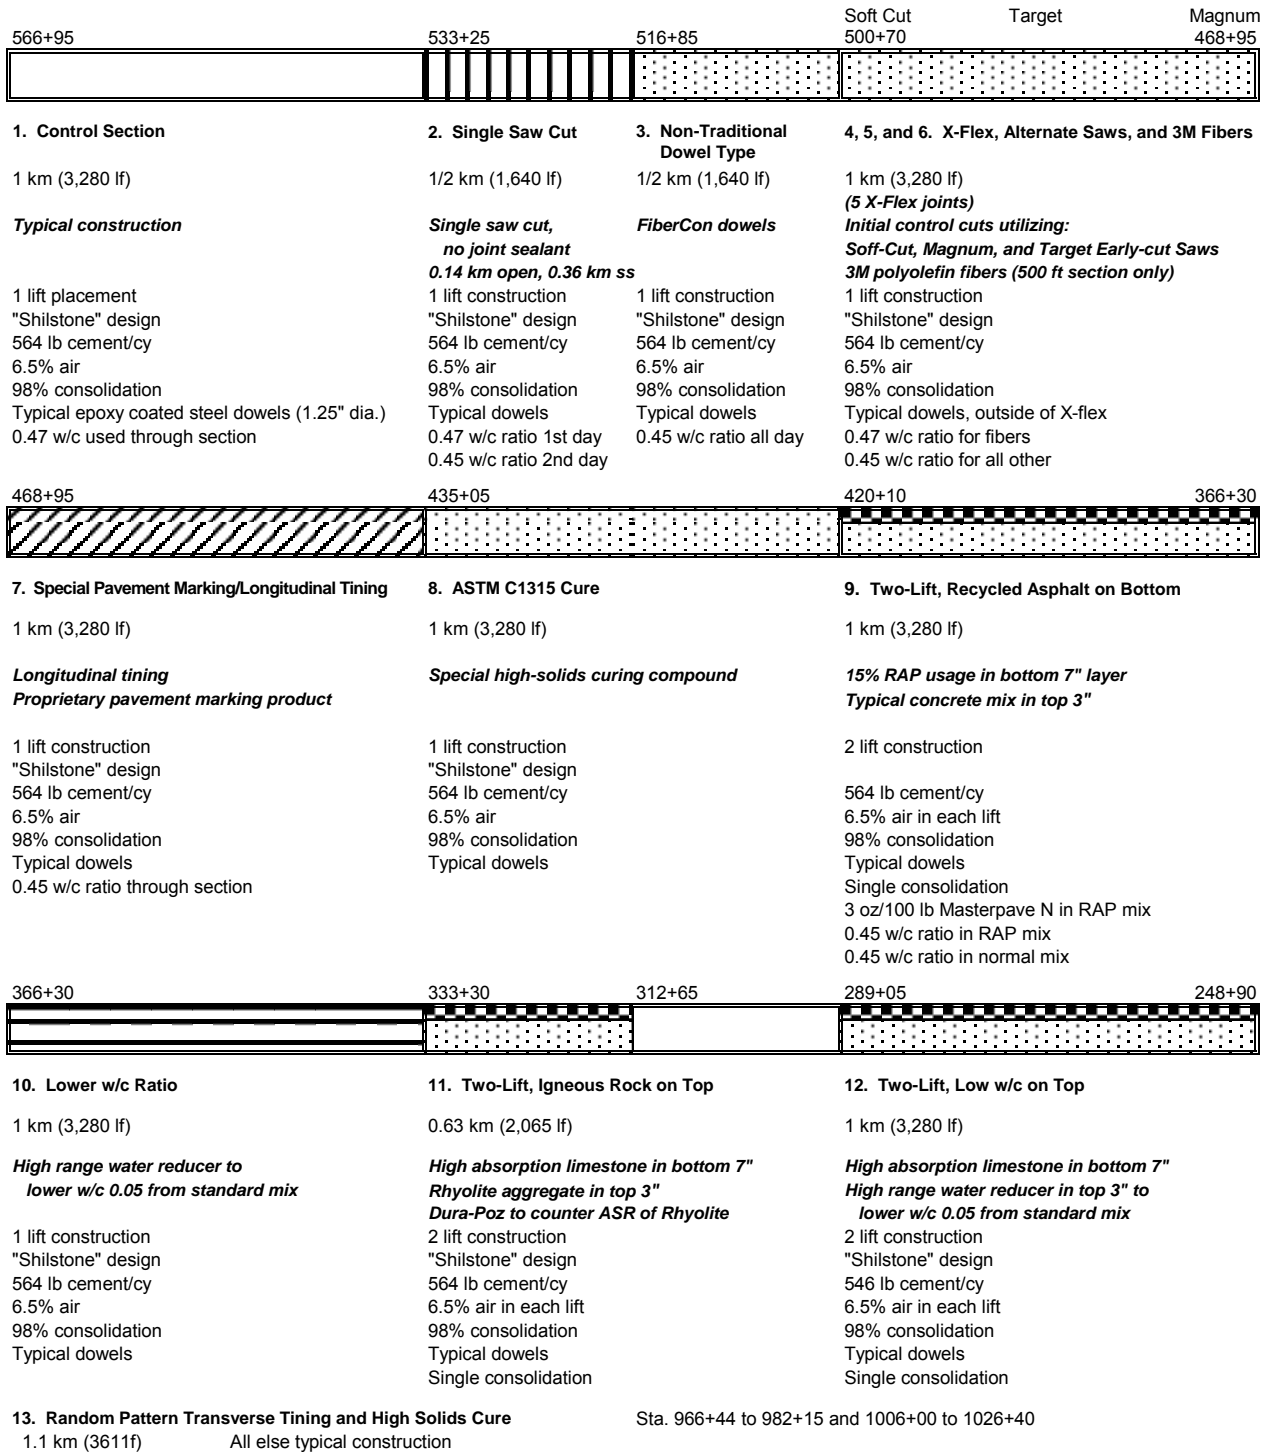 Soft Cut Target Magnum
566+95 533+25 516+85 500+70 468+95
1. Control Section
1 km (3,280 lf)
Typical construction
1 lift placement
"Shilstone" design
564 lb cement/cy
6.5% air
98% consolidation
Typical epoxy coated steel dowels (1.25" dia.)
0.47 w/c used through section
2. Single Saw Cut
1/2 km (1,640 lf)
Single saw cut,
no joint sealant
0.14 km open, 0.36 km ss
1 lift construction
"Shilstone" design
564 lb cement/cy
6.5% air
98% consolidation
Typical dowels
0.47 w/c ratio 1st day
0.45 w/c ratio 2nd day
3. Non-Traditional
Dowel Type
1/2 km (1,640 lf)
FiberCon dowels
1 lift construction
"Shilstone" design
564 lb cement/cy
6.5% air
98% consolidation
Typical dowels
0.45 w/c ratio all day
4, 5, and 6. X-Flex, Alternate Saws, and 3M Fibers
1 km (3,280 lf)
(5 X-Flex joints)
Initial control cuts utilizing:
Soff-Cut, Magnum, and Target Early-cut Saws
3M polyolefin fibers (500 ft section only)
1 lift construction
"Shilstone" design
564 lb cement/cy
6.5% air
98% consolidation
Typical dowels, outside of X-flex
0.47 w/c ratio for fibers
0.45 w/c ratio for all other
468+95 435+05 420+10 366+30
7. Special Pavement Marking/Longitudinal Tining
1 km (3,280 lf)
Longitudinal tining
Proprietary pavement marking product
1 lift construction
"Shilstone" design
564 lb cement/cy
6.5% air
98% consolidation
Typical dowels
0.45 w/c ratio through section
8. ASTM C1315 Cure
1 km (3,280 lf)
Special high-solids curing compound
1 lift construction
"Shilstone" design
564 lb cement/cy
6.5% air
98% consolidation
Typical dowels
9. Two-Lift, Recycled Asphalt on Bottom
1 km (3,280 lf)
15% RAP usage in bottom 7" layer
Typical concrete mix in top 3"
2 lift construction
564 lb cement/cy
6.5% air in each lift
98% consolidation
Typical dowels
Single consolidation
3 oz/100 lb Masterpave N in RAP mix
0.45 w/c ratio in RAP mix
0.45 w/c ratio in normal mix
366+30 333+30 312+65 289+05 248+90
10. Lower w/c Ratio
1 km (3,280 lf)
High range water reducer to
lower w/c 0.05 from standard mix
1 lift construction
"Shilstone" design
564 lb cement/cy
6.5% air
98% consolidation
Typical dowels
11. Two-Lift, Igneous Rock on Top
0.63 km (2,065 lf)
High absorption limestone in bottom 7"
Rhyolite aggregate in top 3"
Dura-Poz to counter ASR of Rhyolite
2 lift construction
"Shilstone" design
564 lb cement/cy
6.5% air in each lift
98% consolidation
Typical dowels
Single consolidation
12. Two-Lift, Low w/c on Top
1 km (3,280 lf)
High absorption limestone in bottom 7"
High range water reducer in top 3" to
lower w/c 0.05 from standard mix
2 lift construction
"Shilstone" design
546 lb cement/cy
6.5% air in each lift
98% consolidation
Typical dowels
Single consolidation
13. Random Pattern Transverse Tining and High Solids Cure Sta. 966+44 to 982+15 and 1006+00 to 1026+40
1.1 km (3611f) All else typical construction